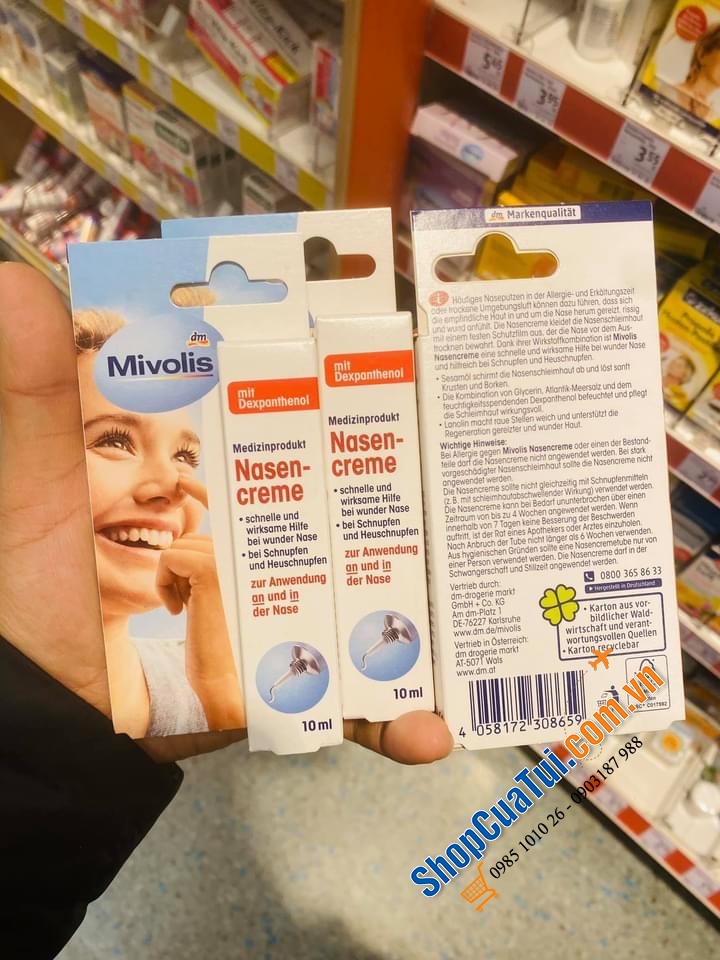 dm
Mivolis
mit
Dexpanthenol
Medizinprodukt
Nasen-
creme
• schnelle und
wirksame Hilfe
bei wunder Nase
• bei Schnupfen
und Heuschnupfen
zur Anwendung
an und in
der Nase
10 ml
mit
Dexpanthenol
Medizinprodukt
Nasen-
creme
• schnelle und
wirksame Hilfe
bei wunder Nase
• bei Schnupfen
und Heuschnupfen
zur Anwendung
an und in
der Nase
10 ml
dm Markenqualität
Häufiges Naseputzen in der Allergie- und Erkältungszeit
oder trockene Umgebungsluft können dazu führen, dass sich
die empfindliche Haut in und um die Nase herum gereizt, rissig
und wund anfühlt. Die Nasencreme kleidet die Nasenschleimhaut
mit einem festen Schutzfilm aus, der die Nase vor dem Aus-
trocknen bewahrt. Dank ihrer Wirkstoffkombination ist Mivolis
Nasencreme eine schnelle und wirksame Hilfe bei wunder Nase
und hilfreich bei Schnupfen und Heuschnupfen.
• Sesamöl schirmt die Nasenschleimhaut ab und löst sanft
Krusten und Borken.
• Die Kombination von Glycerin, Atlantik-Meersalz und dem
feuchtigkeitsspendenden Dexpanthenol befeuchtet und pflegt
die Schleimhaut wirkungsvoll.
• Lanolin macht raue Stellen weich und unterstützt die
Regeneration gereizter und wunder Haut.
Wichtige Hinweise:
Bei Allergie gegen Mivolis Nasencreme oder einen der Bestand-
teile darf die Nasencreme nicht angewendet werden. Bei stark
vorgeschädigter Nasenschleimhaut sollte die Nasencreme nicht
angewendet werden.
Die Nasencreme sollte nicht gleichzeitig mit Schnupfenmitteln
(z. B. mit schleimhautabschwellender Wirkung) verwendet werden.
Die Nasencreme kann bei Bedarf ununterbrochen über einen
Zeitraum von bis zu 4 Wochen angewendet werden. Wenn
innerhalb von 7 Tagen keine Besserung der Beschwerden
auftritt, ist der Rat eines Apothekers oder Arztes einzuholen.
Nach Anbruch der Tube nicht länger als 6 Wochen verwenden.
Aus hygienischen Gründen sollte eine Nasencremetube nur von
einer Person verwendet werden. Die Nasencreme darf in der
Schwangerschaft und Stillzeit angewendet werden.
0800 365 86 33
Hergestellt in Deutschland
Vertrieb durch:
dm-drogerie markt
GmbH + Co. KG
Am dm-Platz 1
DE-76227 Karlsruhe
www.dm.de/mivolis
Vertrieb in Österreich:
dm drogerie markt
AT-5071 Wals
www.dm.at
• Karton aus vor-
bildlicher Wald-
wirtschaft und verant-
wortungsvollen Quellen
• Karton recyclebar
4 058172 308659
ShopCuaTui.com.vn
0985 1010 26 - 0903187 988
5,45
3,95
3,55